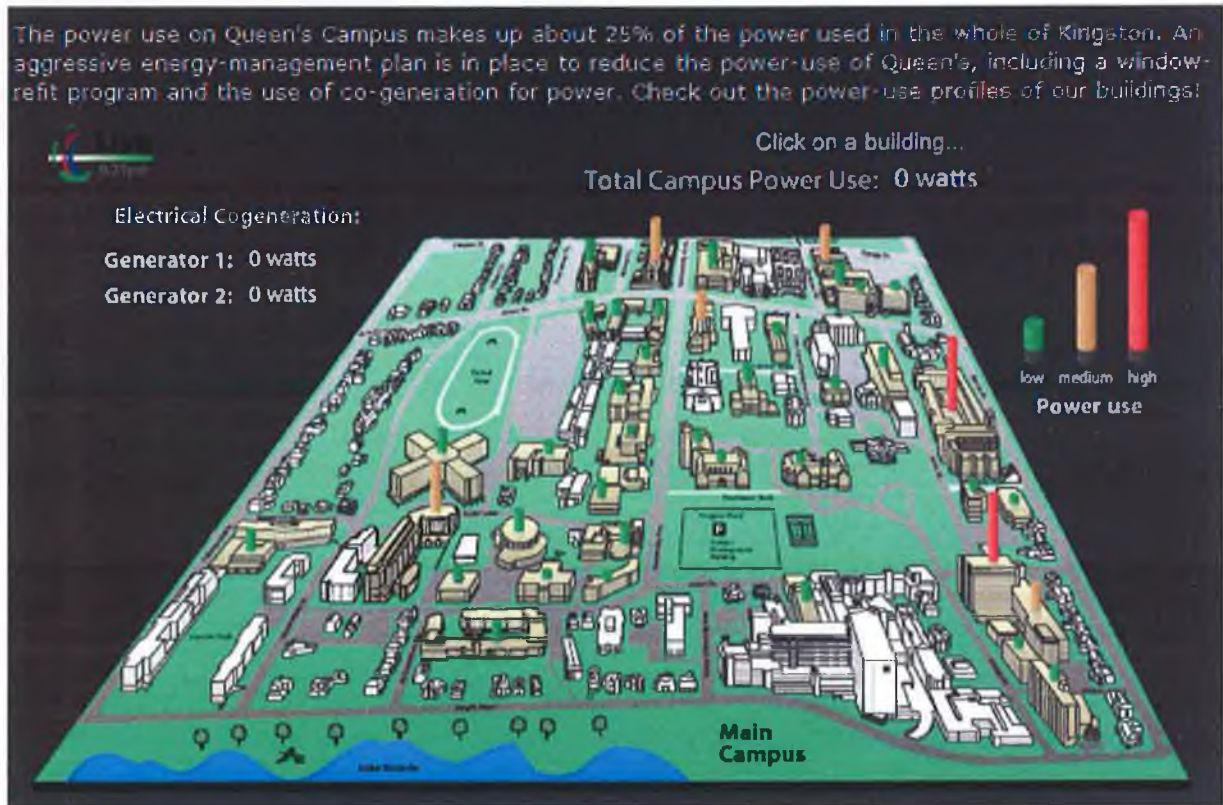 The power use on Queen's Campus makes up about 25% of the power used in the whole of Kingston. An
aggressive energy-management plan is in place to reduce the power-use of Queen's, including a window-
refit program and the use of co-generation for power. Check out the power-use profiles of our buildings!
Live
Click on a building...
Total Campus Power Use: 0 watts
Electrical Cogeneration:
Generator 1: 0 watts
Generator 2: 0 watts
low medium high
Power use
P
Main
Campus
Lake Ontario